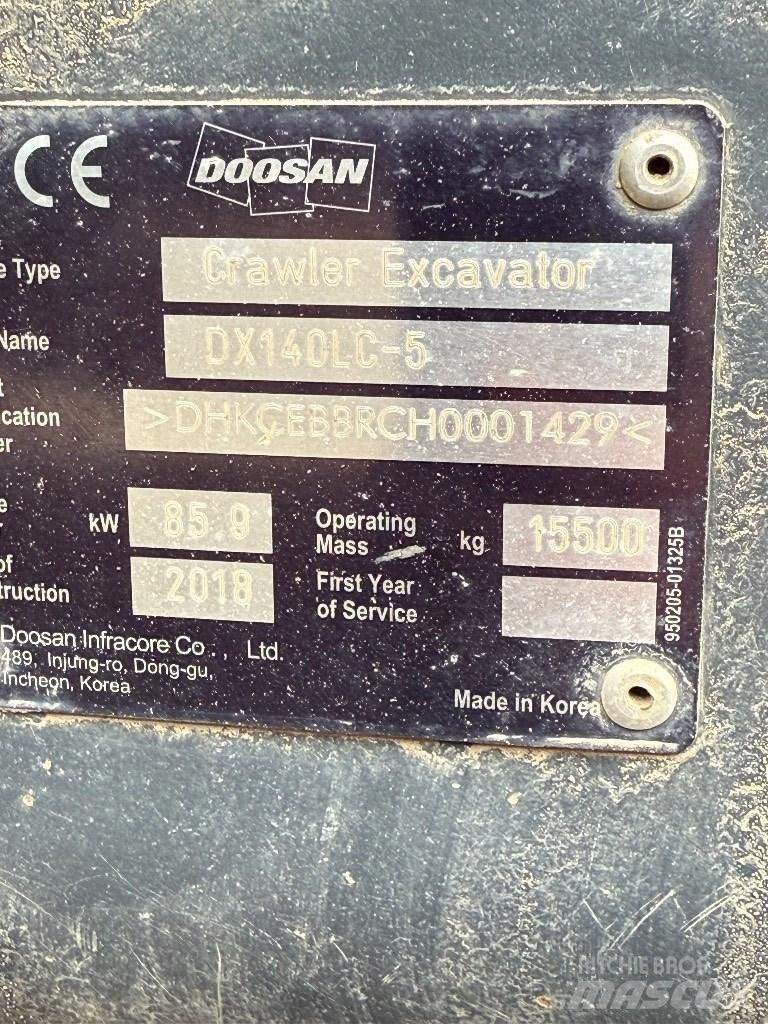 CE DOOSAN
e Type Crawler Excavator
Name DX140LC-5
t
cation >DHKCEBBRCH0001429<
er
e
r kW 85.9 Operating Mass kg 15500
of
truction 2018 First Year of Service
950205-01325B
Doosan Infracore Co., Ltd.
489, Injung-ro, Dong-gu,
Incheon, Korea
Made in Korea
RITCHIE BROS
MASCUS